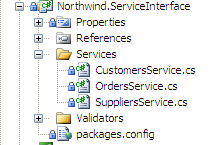 Northwind.ServiceInterface
Properties
References
Services
CustomersService.cs
OrdersService.cs
SuppliersService.cs
Validators
packages.config